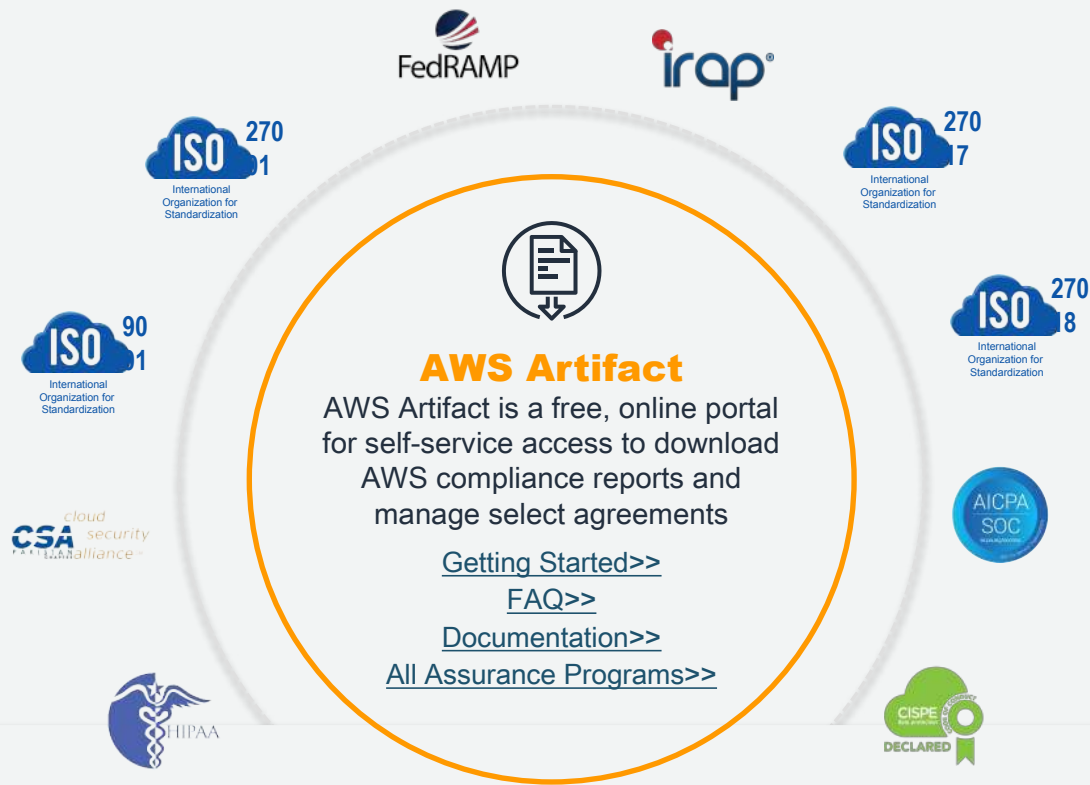 FedRAMP
irap®
ISO 270
01
International
Organization for
Standardization
ISO 270
17
International
Organization for
Standardization
ISO 90
01
International
Organization for
Standardization
ISO 270
18
International
Organization for
Standardization
AWS Artifact
AWS Artifact is a free, online portal
for self-service access to download
AWS compliance reports and
manage select agreements
Getting Started>>
FAQ>>
Documentation>>
All Assurance Programs>>
cloud
CSA security
alliance
AICPA
SOC
HIPAA
CISPE
DECLARED